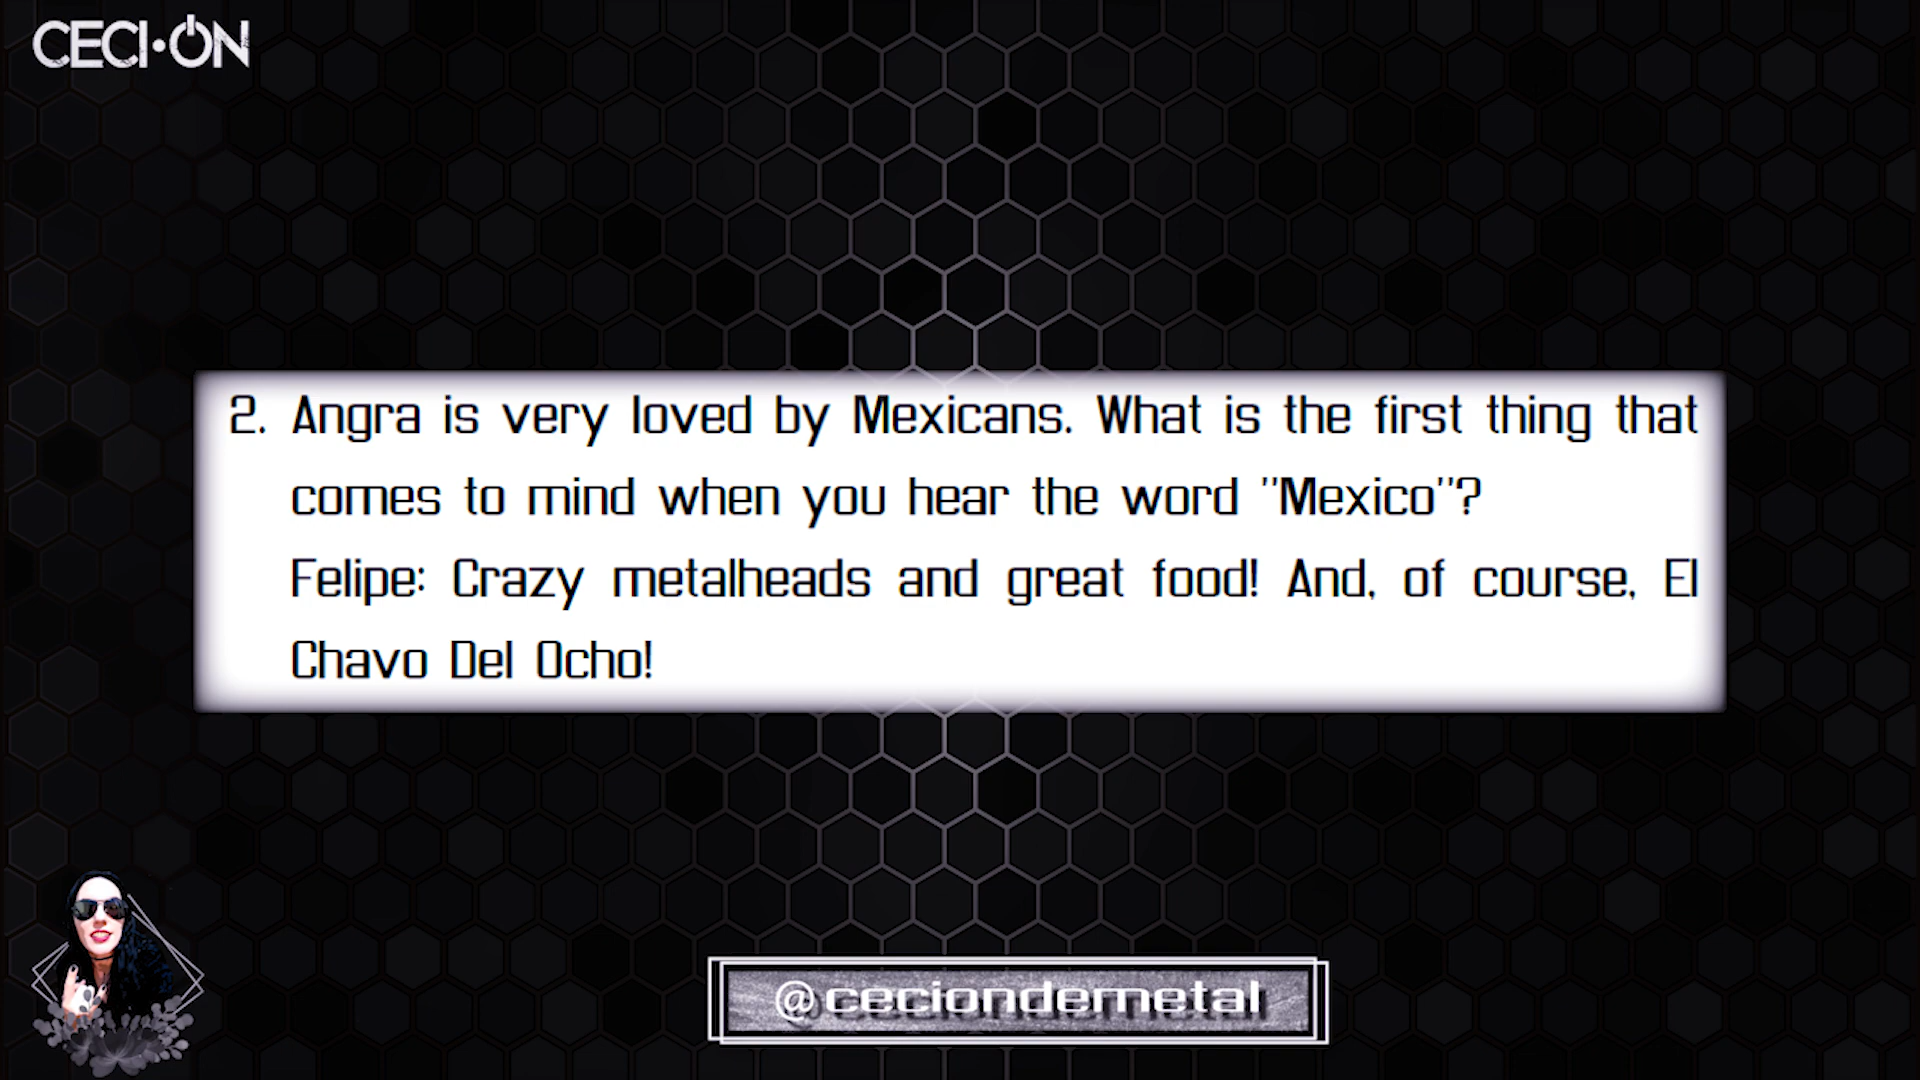 CECI•ON
2. Angra is very loved by Mexicans. What is the first thing that
comes to mind when you hear the word "Mexico"?
Felipe: Crazy metalheads and great food! And, of course, El
Chavo Del Ocho!
@ceciondemetal